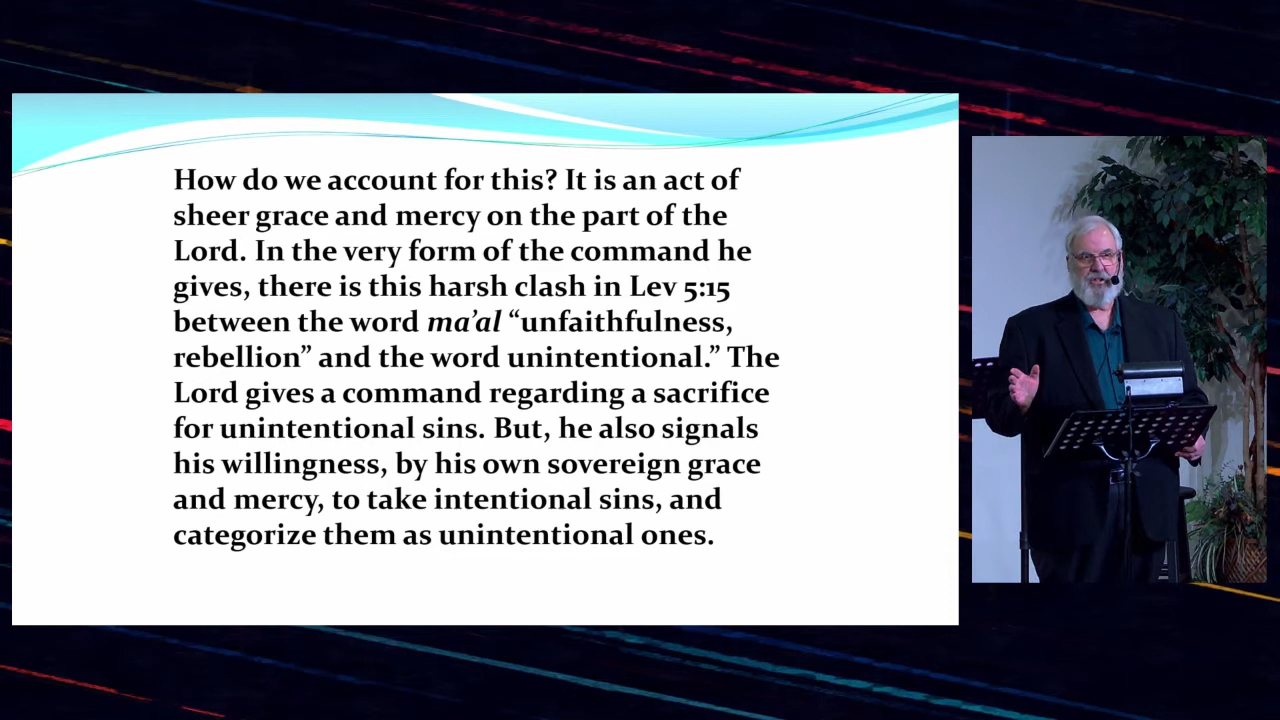 How do we account for this? It is an act of
sheer grace and mercy on the part of the
Lord. In the very form of the command he
gives, there is this harsh clash in Lev 5:15
between the word ma’al “unfaithfulness,
rebellion” and the word unintentional.” The
Lord gives a command regarding a sacrifice
for unintentional sins. But, he also signals
his willingness, by his own sovereign grace
and mercy, to take intentional sins, and
categorize them as unintentional ones.